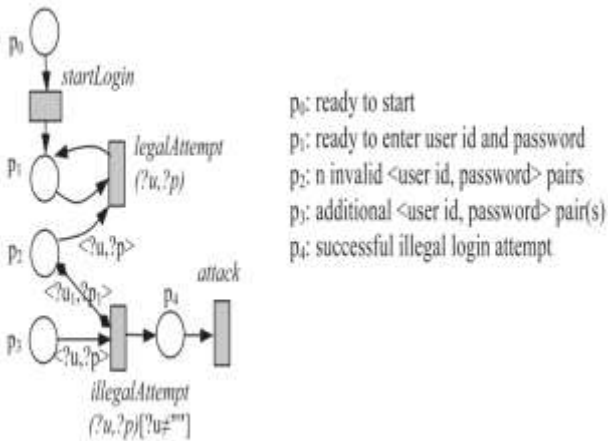 p₀
startLogin
p₁
legalAttempt
(?u,?p)
p₂
<?u,?p>
<?u₁,?p₁>
attack
p₄
p₃
<?u,?p>
illegalAttempt
(?u,?p)[?u≠""]
p₀: ready to start
p₁: ready to enter user id and password
p₂: n invalid <user id, password> pairs
p₃: additional <user id, password> pair(s)
p₄: successful illegal login attempt